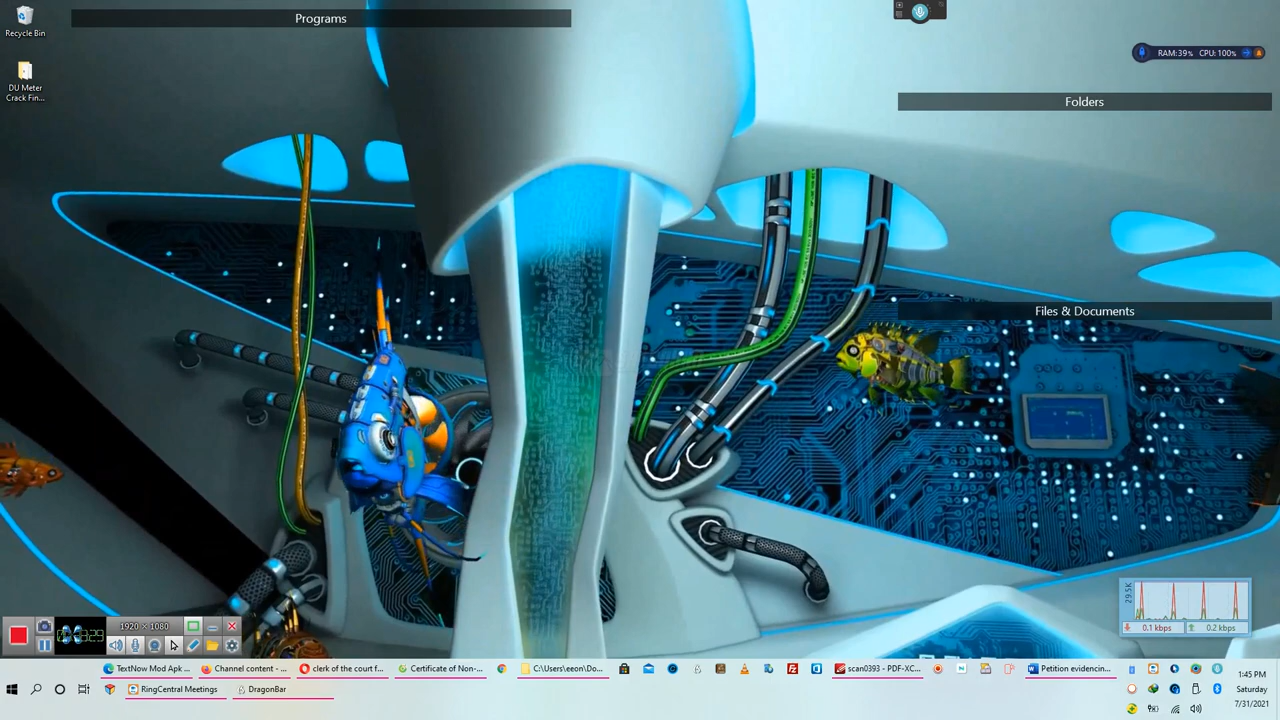 Recycle Bin
DU Meter
Crack Fin...
Programs
RAM:39% CPU: 100%
Folders
Files & Documents
29.5K
0.1 kbps 0.2 kbps
1920 × 1080
TextNow Mod Apk ...
Channel content - ...
clerk of the court f...
Certificate of Non-...
C:\Users\eeon\Do...
scan0393 - PDF-XC...
Petition evidencin...
RingCentral Meetings
DragonBar
1:45 PM
Saturday
7/31/2021